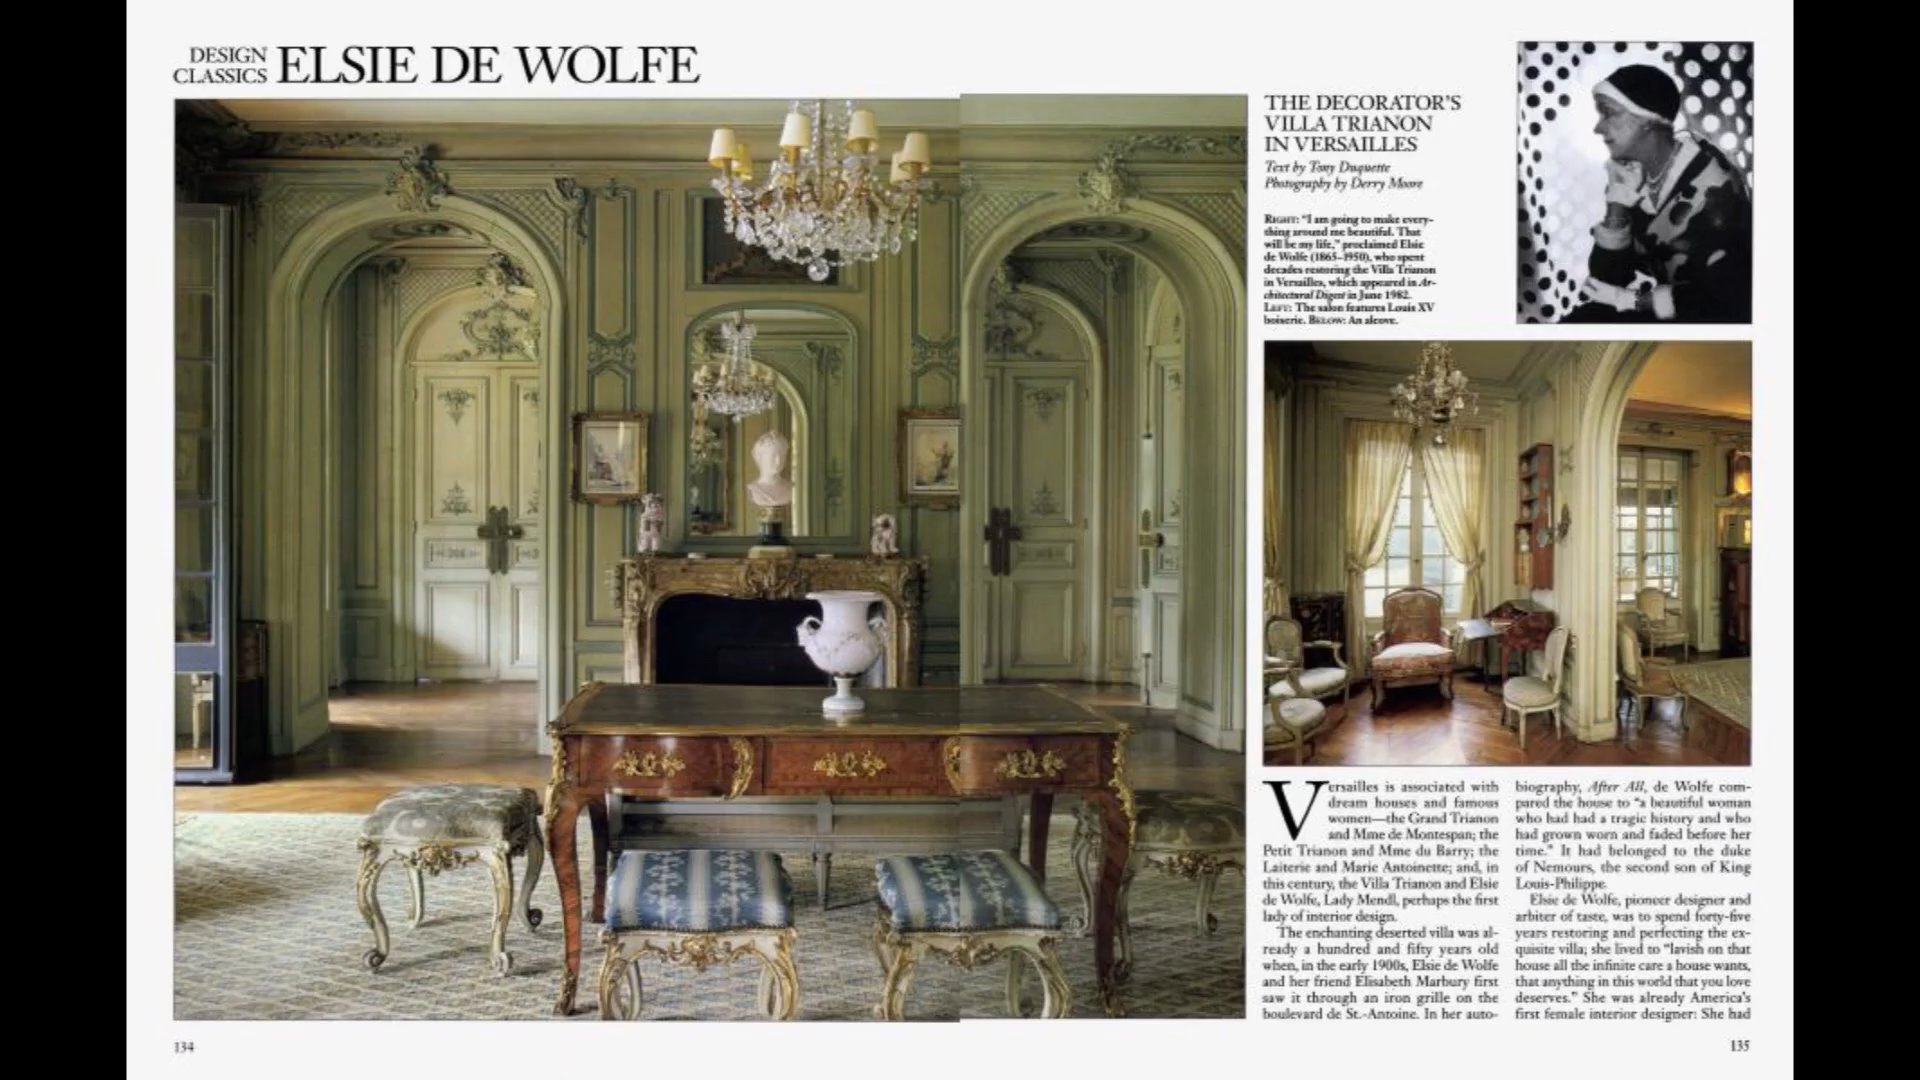 DESIGN
CLASSICS
ELSIE DE WOLFE
THE DECORATOR'S
VILLA TRIANON
IN VERSAILLES
Text by Tony Duquette
Photography by Derry Moore
RIGHT: "I am going to make every-
thing around me beautiful. That
will be my life," proclaimed Elsie
de Wolfe (1865–1950), who spent
decades restoring the Villa Trianon
in Versailles, which appeared in Ar-
chitectural Digest in June 1982.
LEFT: The salon features Louis XV
boiserie. BELOW: An alcove.
Versailles is associated with
dream houses and famous
women—the Grand Trianon
and Mme de Montespan; the
Petit Trianon and Mme du Barry; the
Laiterie and Marie Antoinette; and, in
this century, the Villa Trianon and Elsie
de Wolfe, Lady Mendl, perhaps the first
lady of interior design.
The enchanting deserted villa was al-
ready a hundred and fifty years old
when, in the early 1900s, Elsie de Wolfe
and her friend Elisabeth Marbury first
saw it through an iron grille on the
boulevard de St.-Antoine. In her auto-
biography, After All, de Wolfe com-
pared the house to "a beautiful woman
who had had a tragic history and who
had grown worn and faded before her
time." It had belonged to the duke
of Nemours, the second son of King
Louis-Philippe.
Elsie de Wolfe, pioneer designer and
arbiter of taste, was to spend forty-five
years restoring and perfecting the ex-
quisite villa; she lived to "lavish on that
house all the infinite care a house wants,
that anything in this world that you love
deserves." She was already America's
first female interior designer: She had
134
135